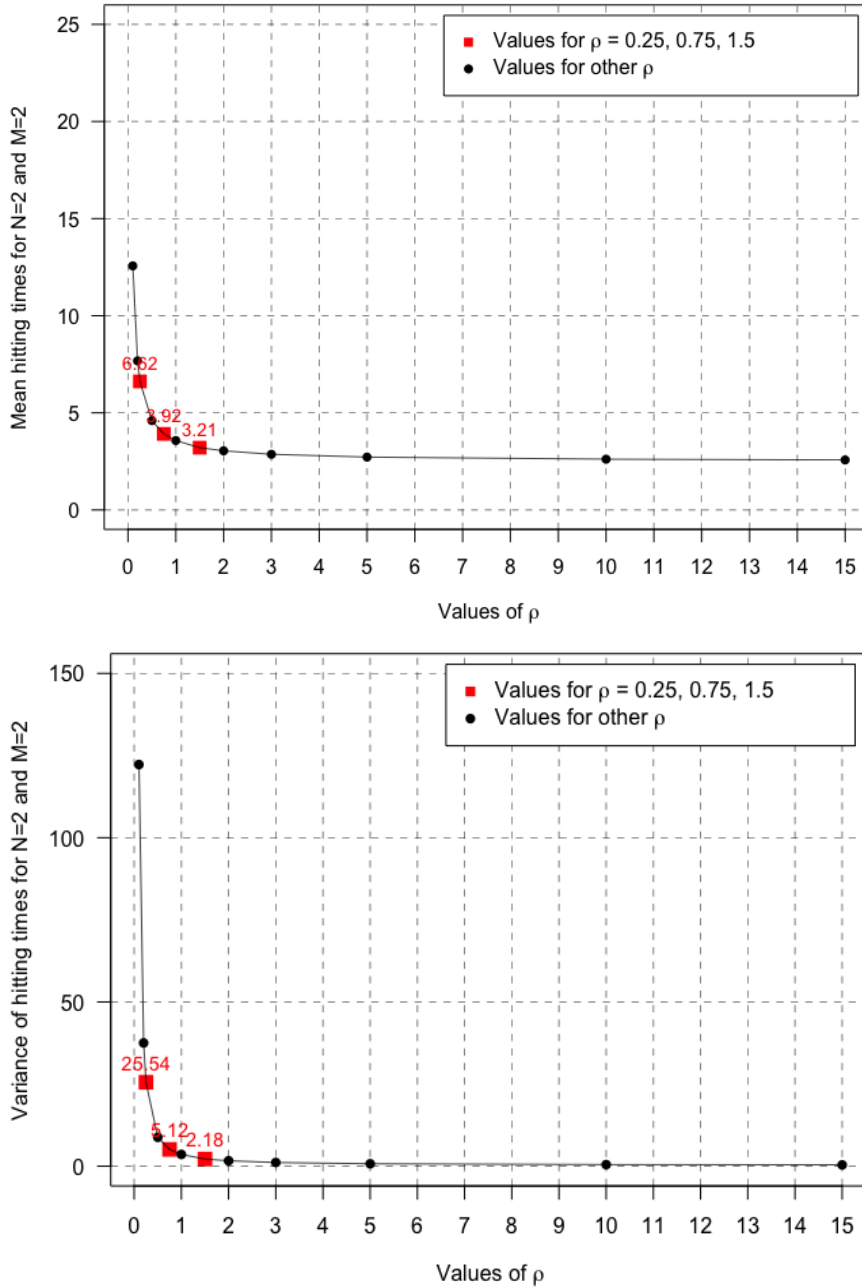 25
20
15
10
5
0
Mean hitting times for N=2 and M=2
Values for ρ = 0.25, 0.75, 1.5
Values for other ρ
6.62
3.92
3.21
0 1 2 3 4 5 6 7 8 9 10 11 12 13 14 15
Values of ρ
150
100
50
0
Variance of hitting times for N=2 and M=2
Values for ρ = 0.25, 0.75, 1.5
Values for other ρ
25.54
5.12
2.18
0 1 2 3 4 5 6 7 8 9 10 11 12 13 14 15
Values of ρ